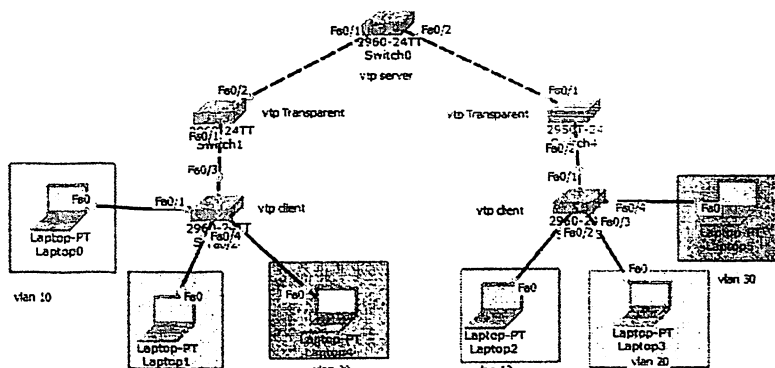 Fa0/1
Fa0/2
2960-24TT
Switch0
vtp server
Fa0/2
vtp Transparent
Fa0/1
Switch1
Fa0/1
vtp Transparent
Fa0/2
Fa0/3
vtp client
Fa0/1
Fa0/4
Fa0
Laptop-PT
Laptop0
vlan 10
Fa0
Laptop-PT
Laptop1
Fa0
Laptop-PT
Fa0/1
vtp client
Fa0/4
Fa0/3
Fa0/2
Fa0
Laptop-PT
vlan 30
Fa0
Laptop-PT
Laptop2
Fa0
Laptop-PT
Laptop3
vlan 20